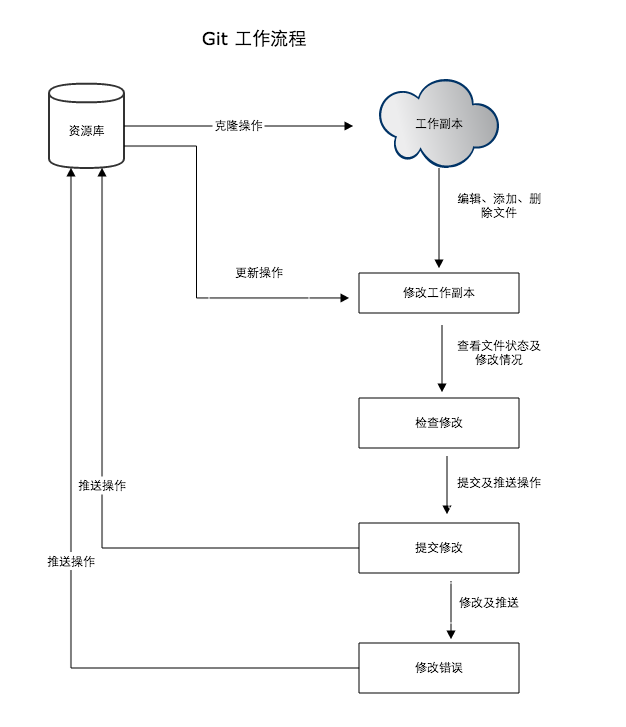 Git 工作流程
资源库
克隆操作
工作副本
编辑、添加、删
除文件
更新操作
修改工作副本
查看文件状态及
修改情况
检查修改
推送操作
提交及推送操作
提交修改
推送操作
修改及推送
修改错误